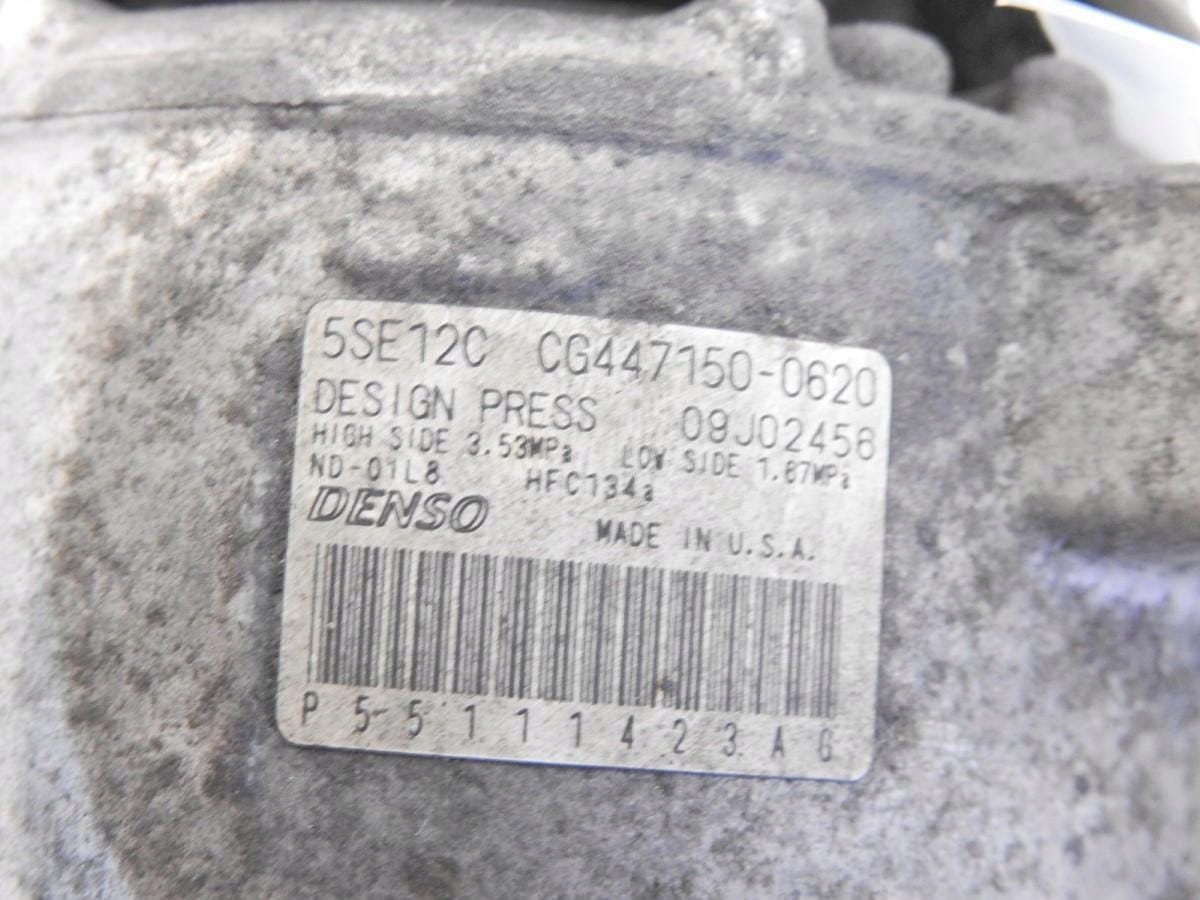 5SE12C CG447150-0620
DESIGN PRESS 09J02456
HIGH SIDE 3.53MPa LOW SIDE 1.67MPa
ND-01L8 HFC134a
DENSO MADE IN U.S.A.
P 5-5 1 1 1 4 2 3 A G